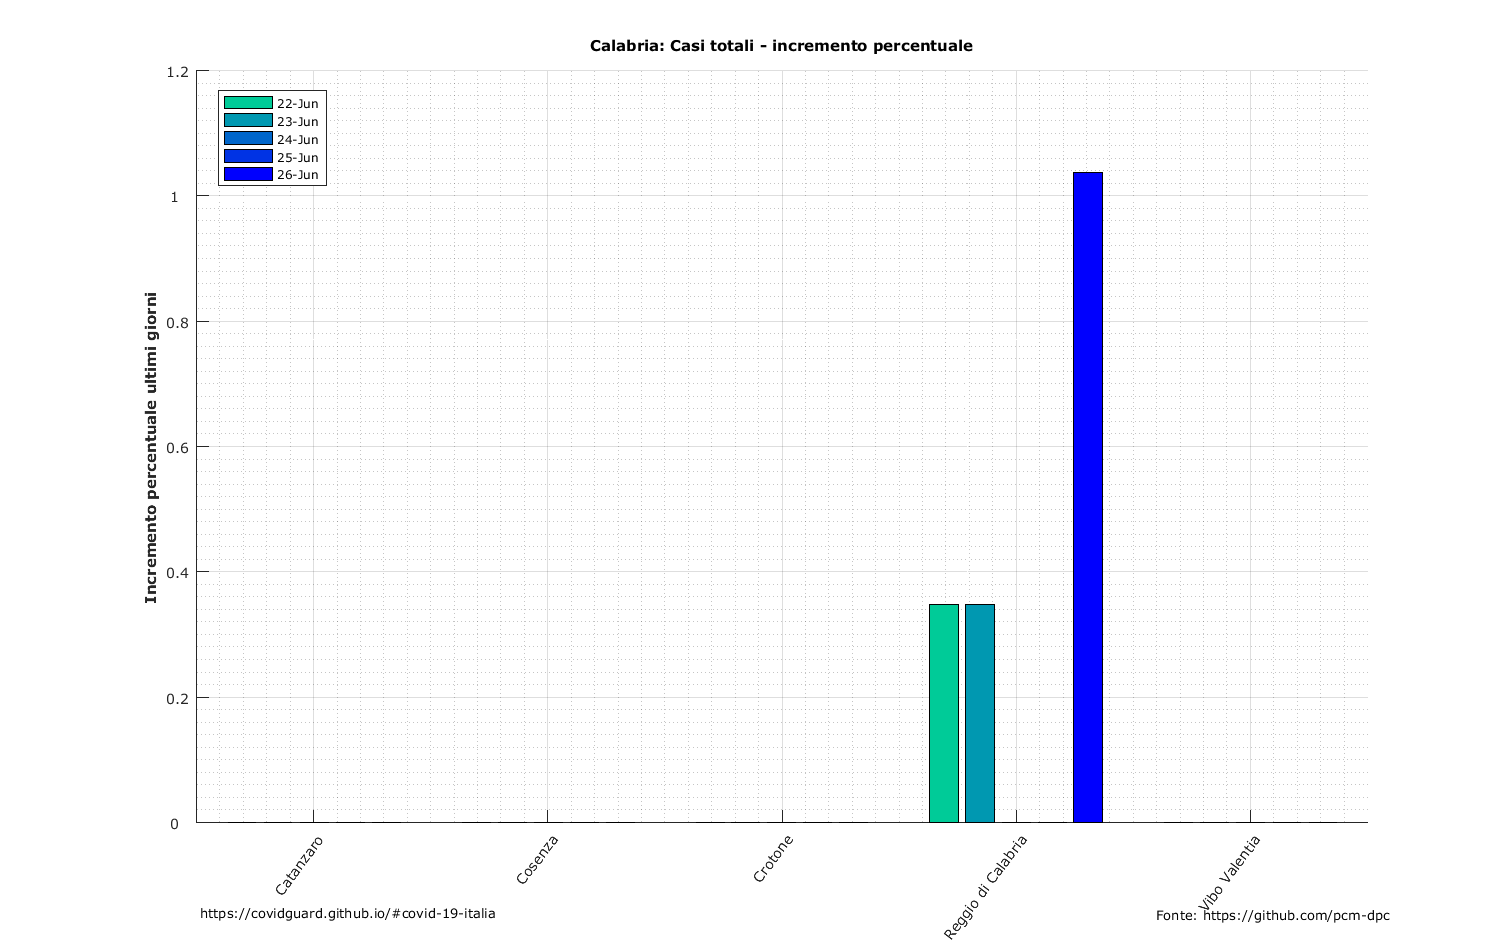 Calabria: Casi totali - incremento percentuale
1.2
1
0.8
0.6
0.4
0.2
0
Incremento percentuale ultimi giorni
22-Jun
23-Jun
24-Jun
25-Jun
26-Jun
Catanzaro
Cosenza
Crotone
Reggio di Calabria
Vibo Valentia
https://covidguard.github.io/#covid-19-italia
Fonte: https://github.com/pcm-dpc